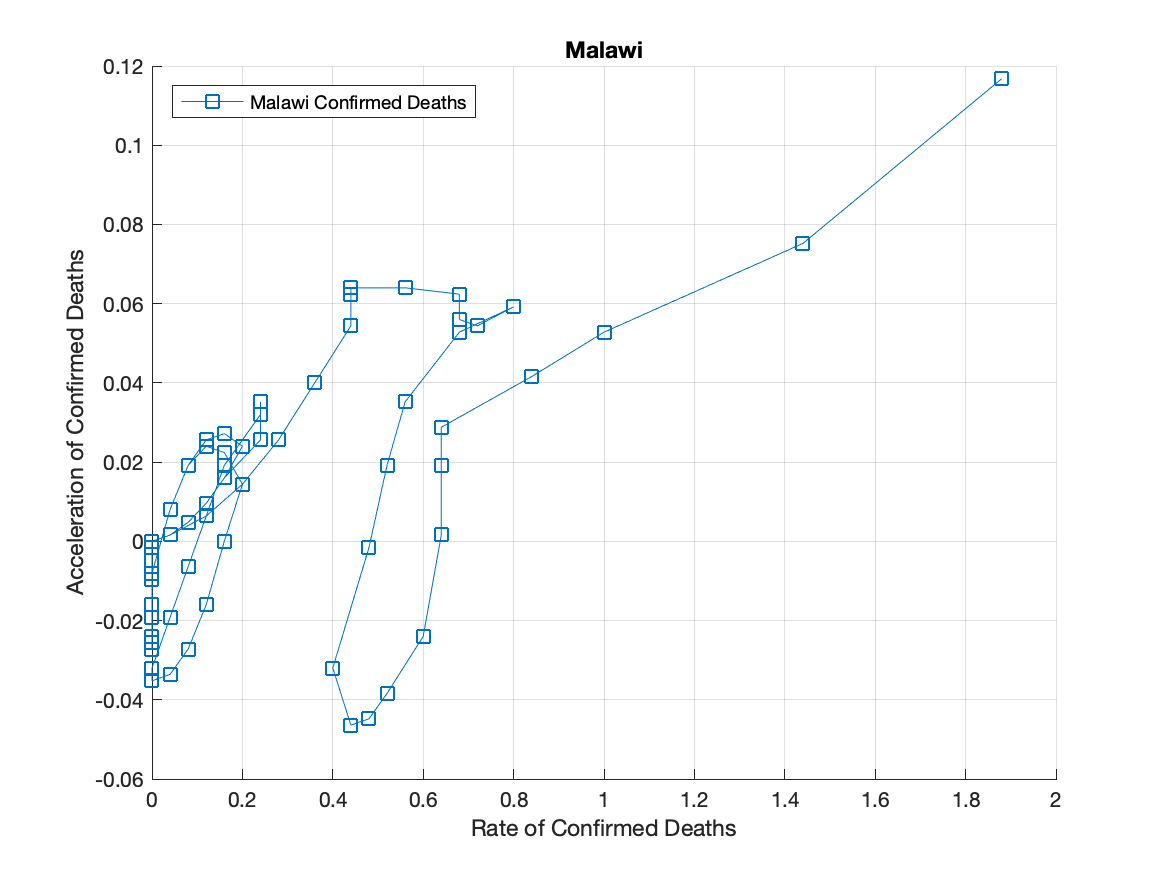 Malawi
0.12
Malawi Confirmed Deaths
0.1
0.08
0.06
0.04
0.02
0
-0.02
-0.04
-0.06
Acceleration of Confirmed Deaths
0 0.2 0.4 0.6 0.8 1 1.2 1.4 1.6 1.8 2
Rate of Confirmed Deaths